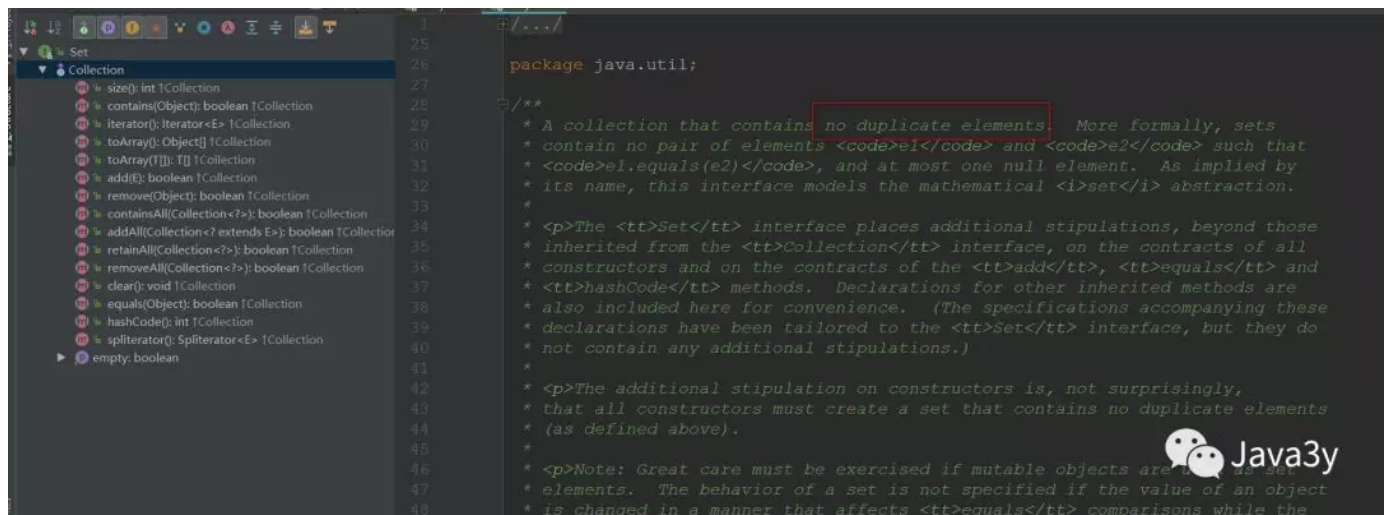 Set
Collection
size(): int ↑Collection
contains(Object): boolean ↑Collection
iterator(): Iterator<E> ↑Collection
toArray(): Object[] ↑Collection
toArray(T[]): T[] ↑Collection
add(E): boolean ↑Collection
remove(Object): boolean ↑Collection
containsAll(Collection<?>): boolean ↑Collection
addAll(Collection<? extends E>): boolean ↑Collection
retainAll(Collection<?>): boolean ↑Collection
removeAll(Collection<?>): boolean ↑Collection
clear(): void ↑Collection
equals(Object): boolean ↑Collection
hashCode(): int ↑Collection
spliterator(): Spliterator<E> ↑Collection
empty: boolean
1 /.../
25
26 package java.util;
27
28 /**
29 * A collection that contains no duplicate elements. More formally, sets
30 * contain no pair of elements <code>e1</code> and <code>e2</code> such that
31 * <code>e1.equals(e2)</code>, and at most one null element. As implied by
32 * its name, this interface models the mathematical <i>set</i> abstraction.
33 *
34 * <p>The <tt>Set</tt> interface places additional stipulations, beyond those
35 * inherited from the <tt>Collection</tt> interface, on the contracts of all
36 * constructors and on the contracts of the <tt>add</tt>, <tt>equals</tt> and
37 * <tt>hashCode</tt> methods. Declarations for other inherited methods are
38 * also included here for convenience. (The specifications accompanying these
39 * declarations have been tailored to the <tt>Set</tt> interface, but they do
40 * not contain any additional stipulations.)
41 *
42 * <p>The additional stipulation on constructors is, not surprisingly,
43 * that all constructors must create a set that contains no duplicate elements
44 * (as defined above).
45 *
46 * <p>Note: Great care must be exercised if mutable objects are as set
47 * elements. The behavior of a set is not specified if the value of an object
48 * is changed in a manner that affects <tt>equals</tt> comparisons while the
Java3y